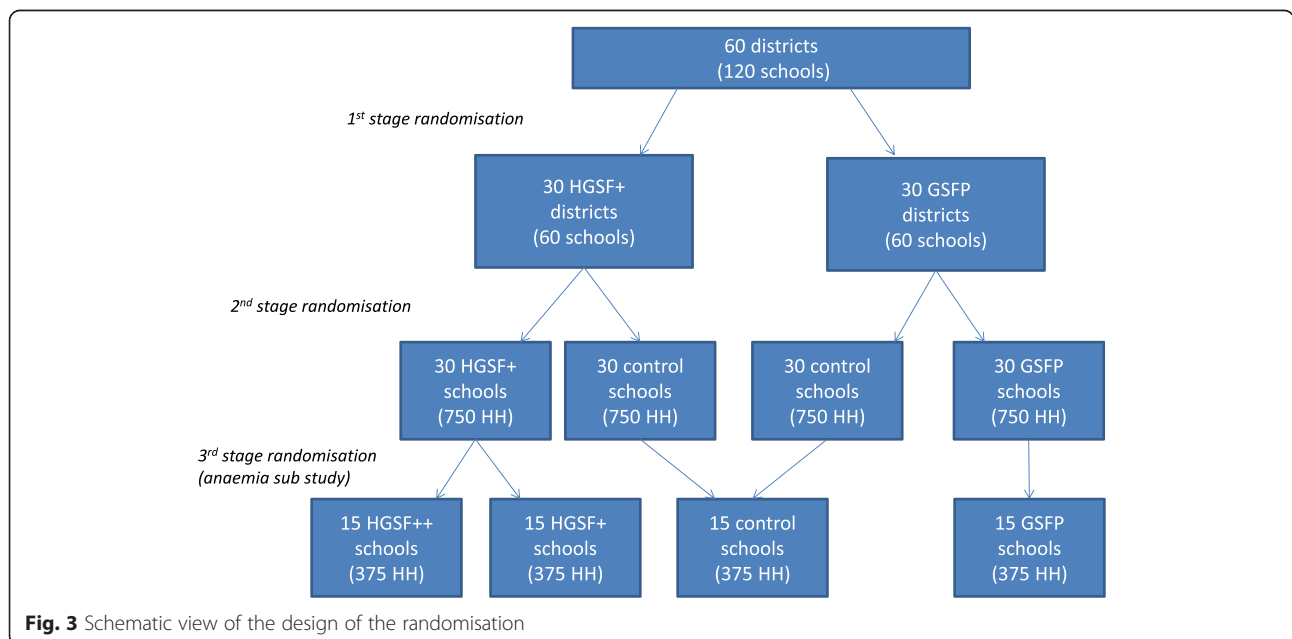 60 districts
(120 schools)
1st stage randomisation
30 HGSF+
districts
(60 schools)
30 GSFP
districts
(60 schools)
2nd stage randomisation
30 HGSF+
schools
(750 HH)
30 control
schools
(750 HH)
30 control
schools
(750 HH)
30 GSFP
schools
(750 HH)
3rd stage randomisation
(anaemia sub study)
15 HGSF++
schools
(375 HH)
15 HGSF+
schools
(375 HH)
15 control
schools
(375 HH)
15 GSFP
schools
(375 HH)
Fig. 3 Schematic view of the design of the randomisation